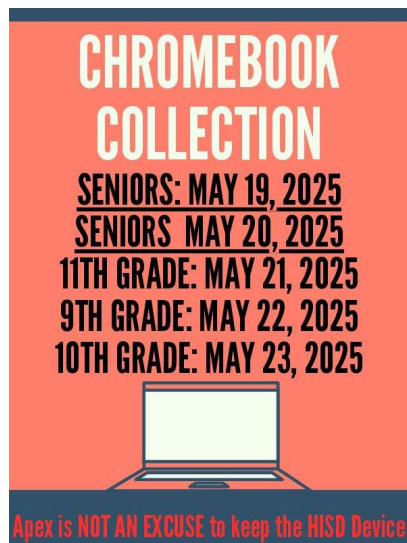 CHROMEBOOK
COLLECTION
SENIORS: MAY 19, 2025
SENIORS MAY 20, 2025
11TH GRADE: MAY 21, 2025
9TH GRADE: MAY 22, 2025
10TH GRADE: MAY 23, 2025
Apex is NOT AN EXCUSE to keep the HISD Device